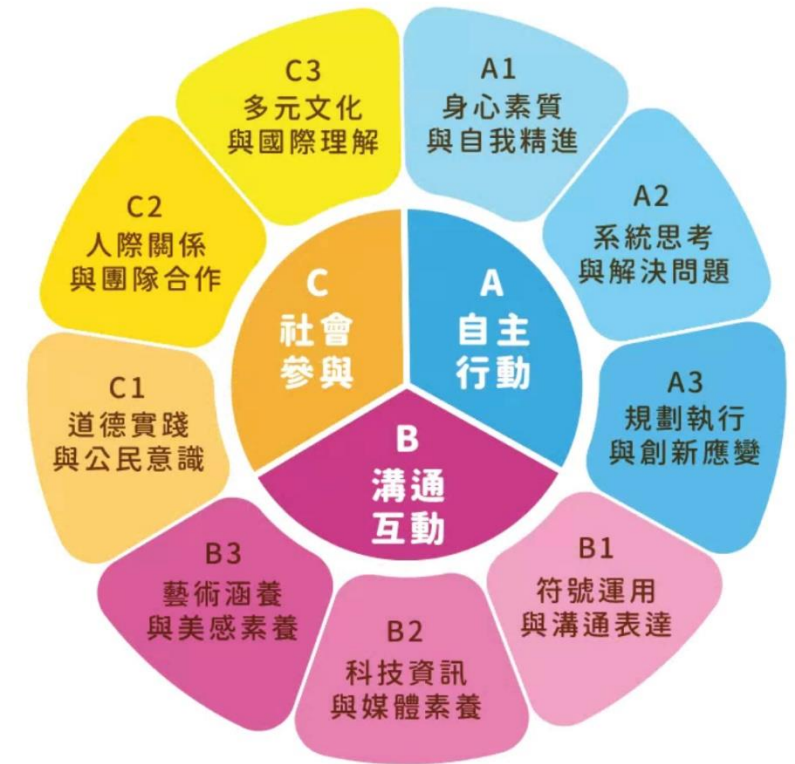 A
自主
行動
A1
身心素質
與自我精進
A2
系統思考
與解決問題
A3
規劃執行
與創新應變
B
溝通
互動
B1
符號運用
與溝通表達
B2
科技資訊
與媒體素養
B3
藝術涵養
與美感素養
C
社會
參與
C1
道德實踐
與公民意識
C2
人際關係
與團隊合作
C3
多元文化
與國際理解